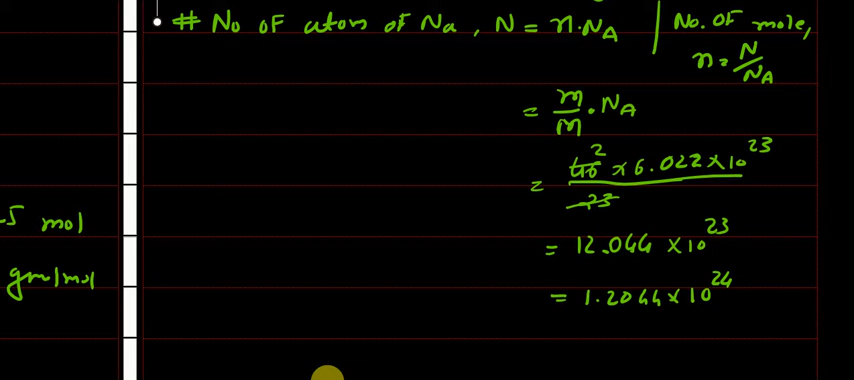 # No OF atom of Na, N = n.NA | No. of mole,
n = N/NA
= m/M . NA
= 46 2 × 6.022 × 10^23 / 23
-5 mol
= 12.044 × 10^23
gm/mol
= 1.2044 × 10^24